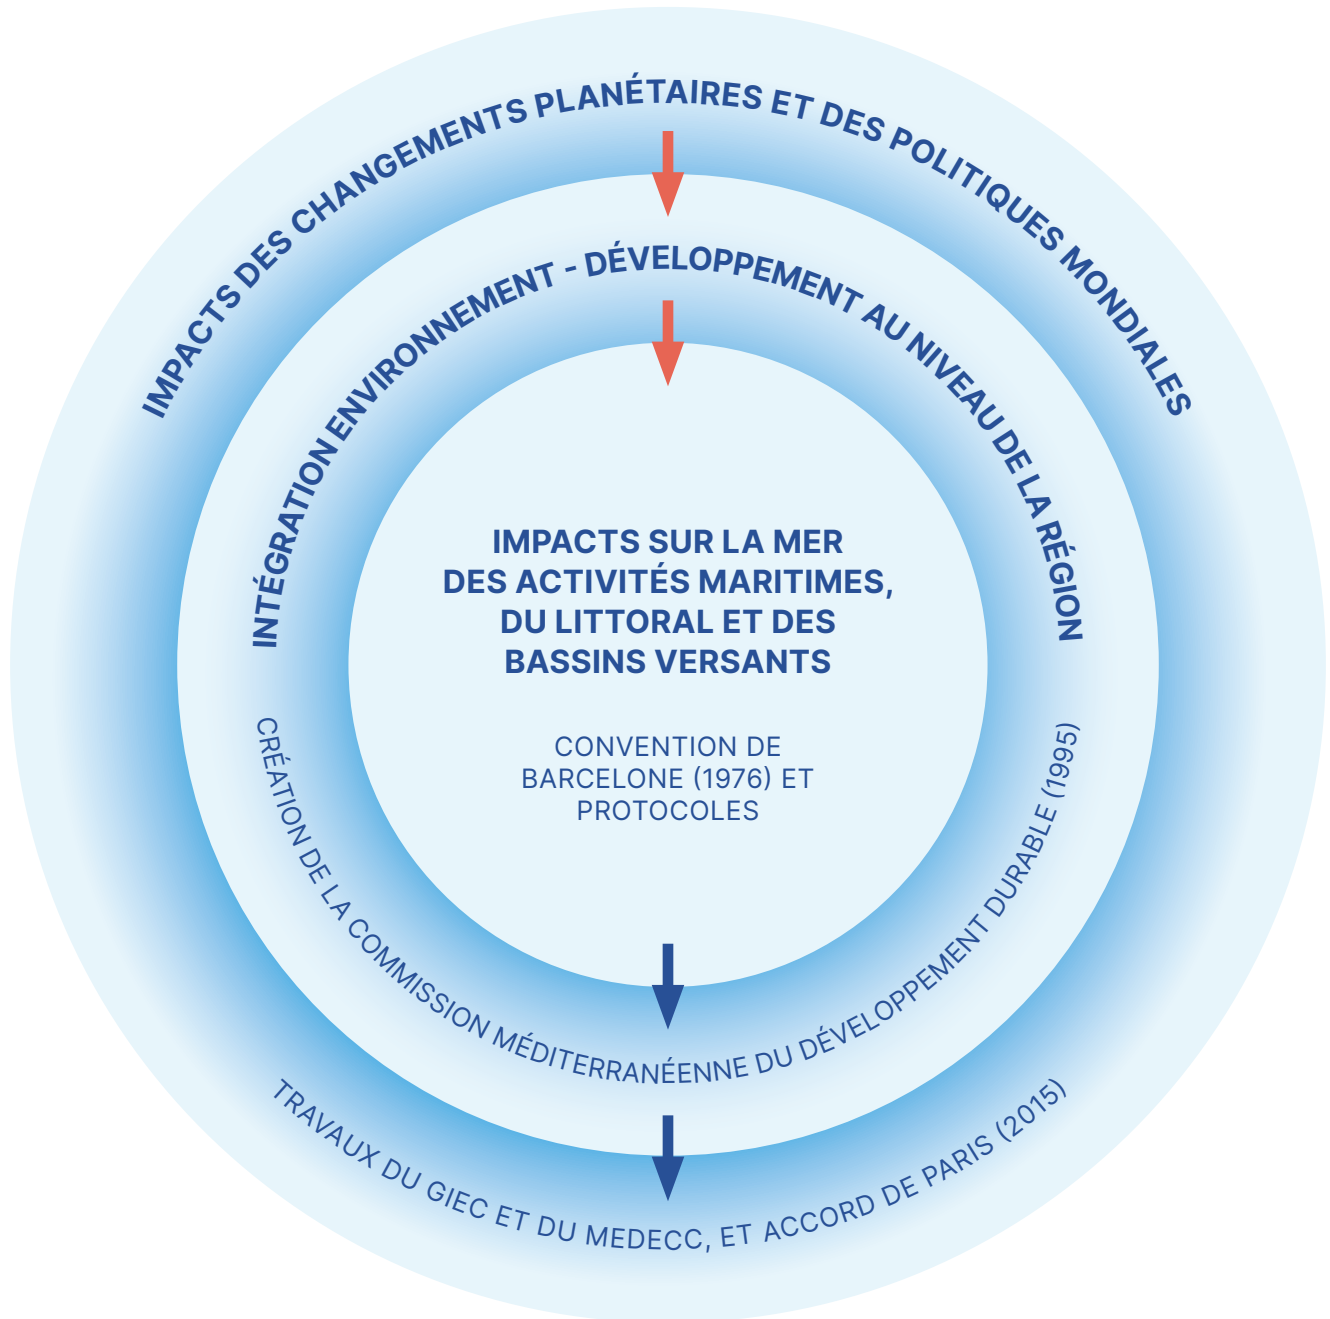 IMPACTS DES CHANGEMENTS PLANÉTAIRES ET DES POLITIQUES MONDIALES
INTÉGRATION ENVIRONNEMENT - DÉVELOPPEMENT AU NIVEAU DE LA RÉGION
IMPACTS SUR LA MER
DES ACTIVITÉS MARITIMES,
DU LITTORAL ET DES
BASSINS VERSANTS
CONVENTION DE
BARCELONE (1976) ET
PROTOCOLES
CRÉATION DE LA COMMISSION MÉDITERRANÉENNE DU DÉVELOPPEMENT DURABLE (1995)
TRAVAUX DU GIEC ET DU MEDECC, ET ACCORD DE PARIS (2015)